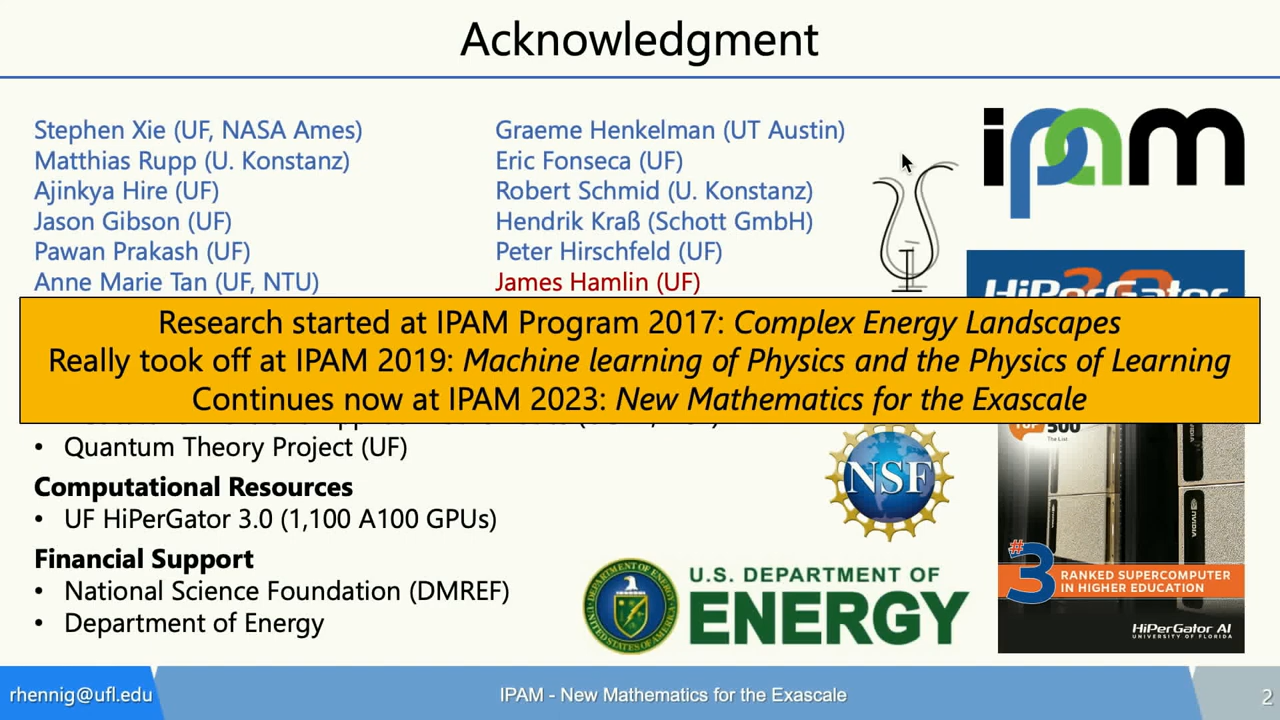 Acknowledgment
Stephen Xie (UF, NASA Ames)
Matthias Rupp (U. Konstanz)
Ajinkya Hire (UF)
Jason Gibson (UF)
Pawan Prakash (UF)
Anne Marie Tan (UF, NTU)
Graeme Henkelman (UT Austin)
Eric Fonseca (UF)
Robert Schmid (U. Konstanz)
Hendrik Kraß (Schott GmbH)
Peter Hirschfeld (UF)
James Hamlin (UF)
ipam
HiPerGator 3.0
Research started at IPAM Program 2017: Complex Energy Landscapes
Really took off at IPAM 2019: Machine learning of Physics and the Physics of Learning
Continues now at IPAM 2023: New Mathematics for the Exascale
• Quantum Theory Project (UF)
Computational Resources
• UF HiPerGator 3.0 (1,100 A100 GPUs)
Financial Support
• National Science Foundation (DMREF)
• Department of Energy
NSF
U.S. DEPARTMENT OF
ENERGY
500
The List
NVIDIA
NVIDIA
#3
RANKED SUPERCOMPUTER
IN HIGHER EDUCATION
HiPerGator AI
UNIVERSITY OF FLORIDA
rhennig@ufl.edu
IPAM - New Mathematics for the Exascale
2